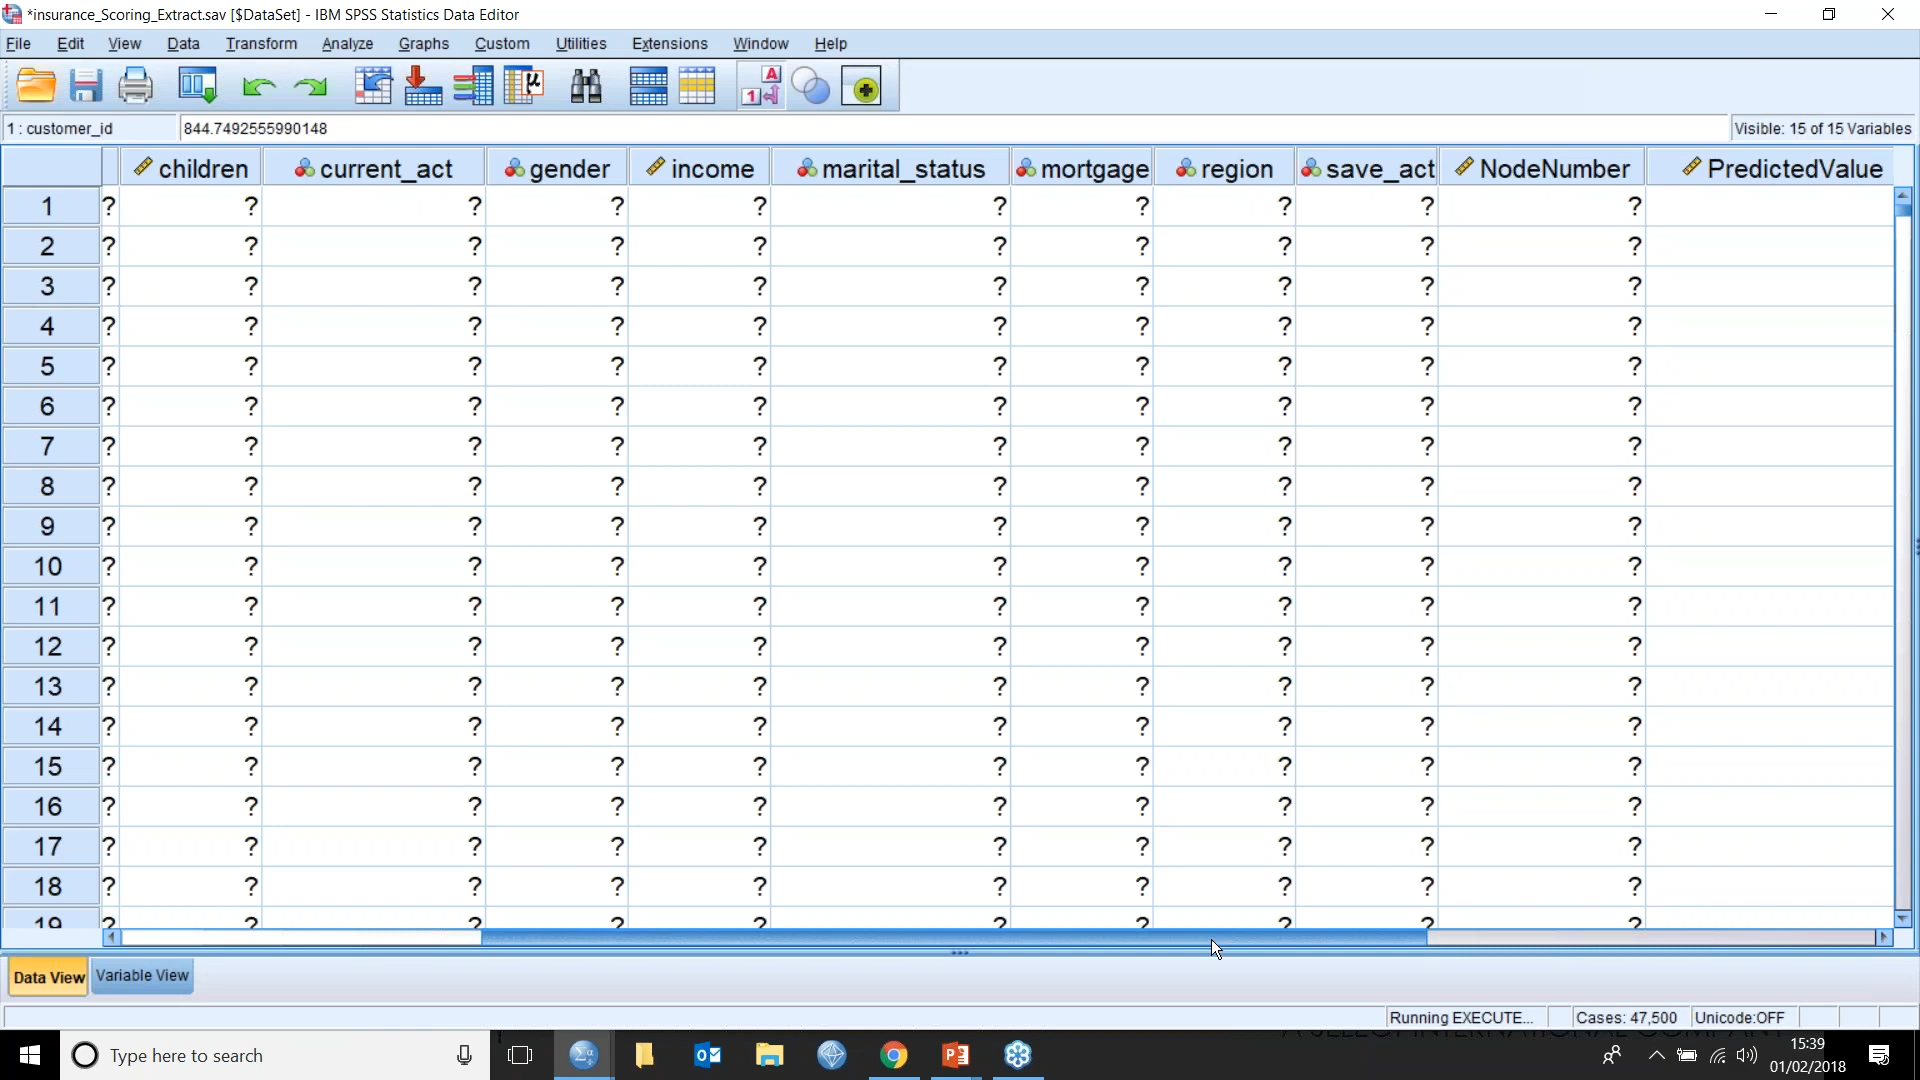 *insurance_Scoring_Extract.sav [$DataSet] - IBM SPSS Statistics Data Editor
File Edit View Data Transform Analyze Graphs Custom Utilities Extensions Window Help
1 : customer_id 844.7492555990148 Visible: 15 of 15 Variables
children current_act gender income marital_status mortgage region save_act NodeNumber PredictedValue
1 ? ? ? ? ? ? ? ? ? ?
2 ? ? ? ? ? ? ? ? ? ?
3 ? ? ? ? ? ? ? ? ? ?
4 ? ? ? ? ? ? ? ? ? ?
5 ? ? ? ? ? ? ? ? ? ?
6 ? ? ? ? ? ? ? ? ? ?
7 ? ? ? ? ? ? ? ? ? ?
8 ? ? ? ? ? ? ? ? ? ?
9 ? ? ? ? ? ? ? ? ? ?
10 ? ? ? ? ? ? ? ? ? ?
11 ? ? ? ? ? ? ? ? ? ?
12 ? ? ? ? ? ? ? ? ? ?
13 ? ? ? ? ? ? ? ? ? ?
14 ? ? ? ? ? ? ? ? ? ?
15 ? ? ? ? ? ? ? ? ? ?
16 ? ? ? ? ? ? ? ? ? ?
17 ? ? ? ? ? ? ? ? ? ?
18 ? ? ? ? ? ? ? ? ? ?
19 ? ? ? ? ? ? ? ? ? ?
Data View Variable View
Running EXECUTE... Cases: 47,500 Unicode:OFF
A SELECT INTERNATIONAL COMPANY
Type here to search
15:39
01/02/2018